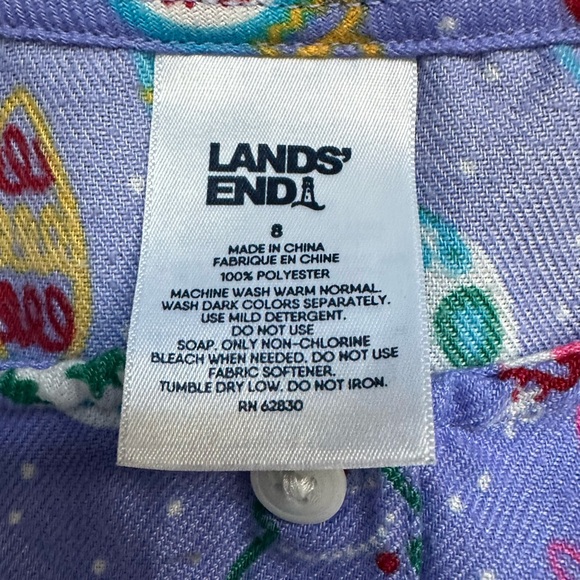 LANDS'
END
8
MADE IN CHINA
FABRIQUE EN CHINE
100% POLYESTER
MACHINE WASH WARM NORMAL.
WASH DARK COLORS SEPARATELY.
USE MILD DETERGENT.
DO NOT USE
SOAP. ONLY NON-CHLORINE
BLEACH WHEN NEEDED. DO NOT USE
FABRIC SOFTENER.
TUMBLE DRY LOW. DO NOT IRON.
RN 62830